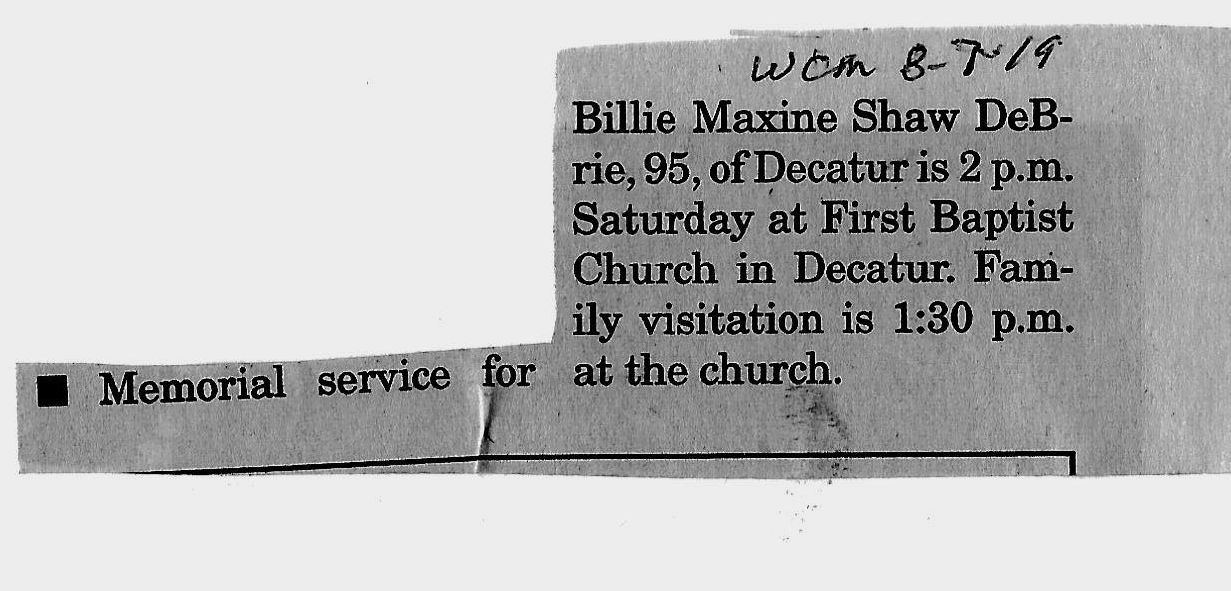 WCM 8-7-19
■ Memorial service for
Billie Maxine Shaw DeB-
rie, 95, of Decatur is 2 p.m.
Saturday at First Baptist
Church in Decatur. Fam-
ily visitation is 1:30 p.m.
at the church.